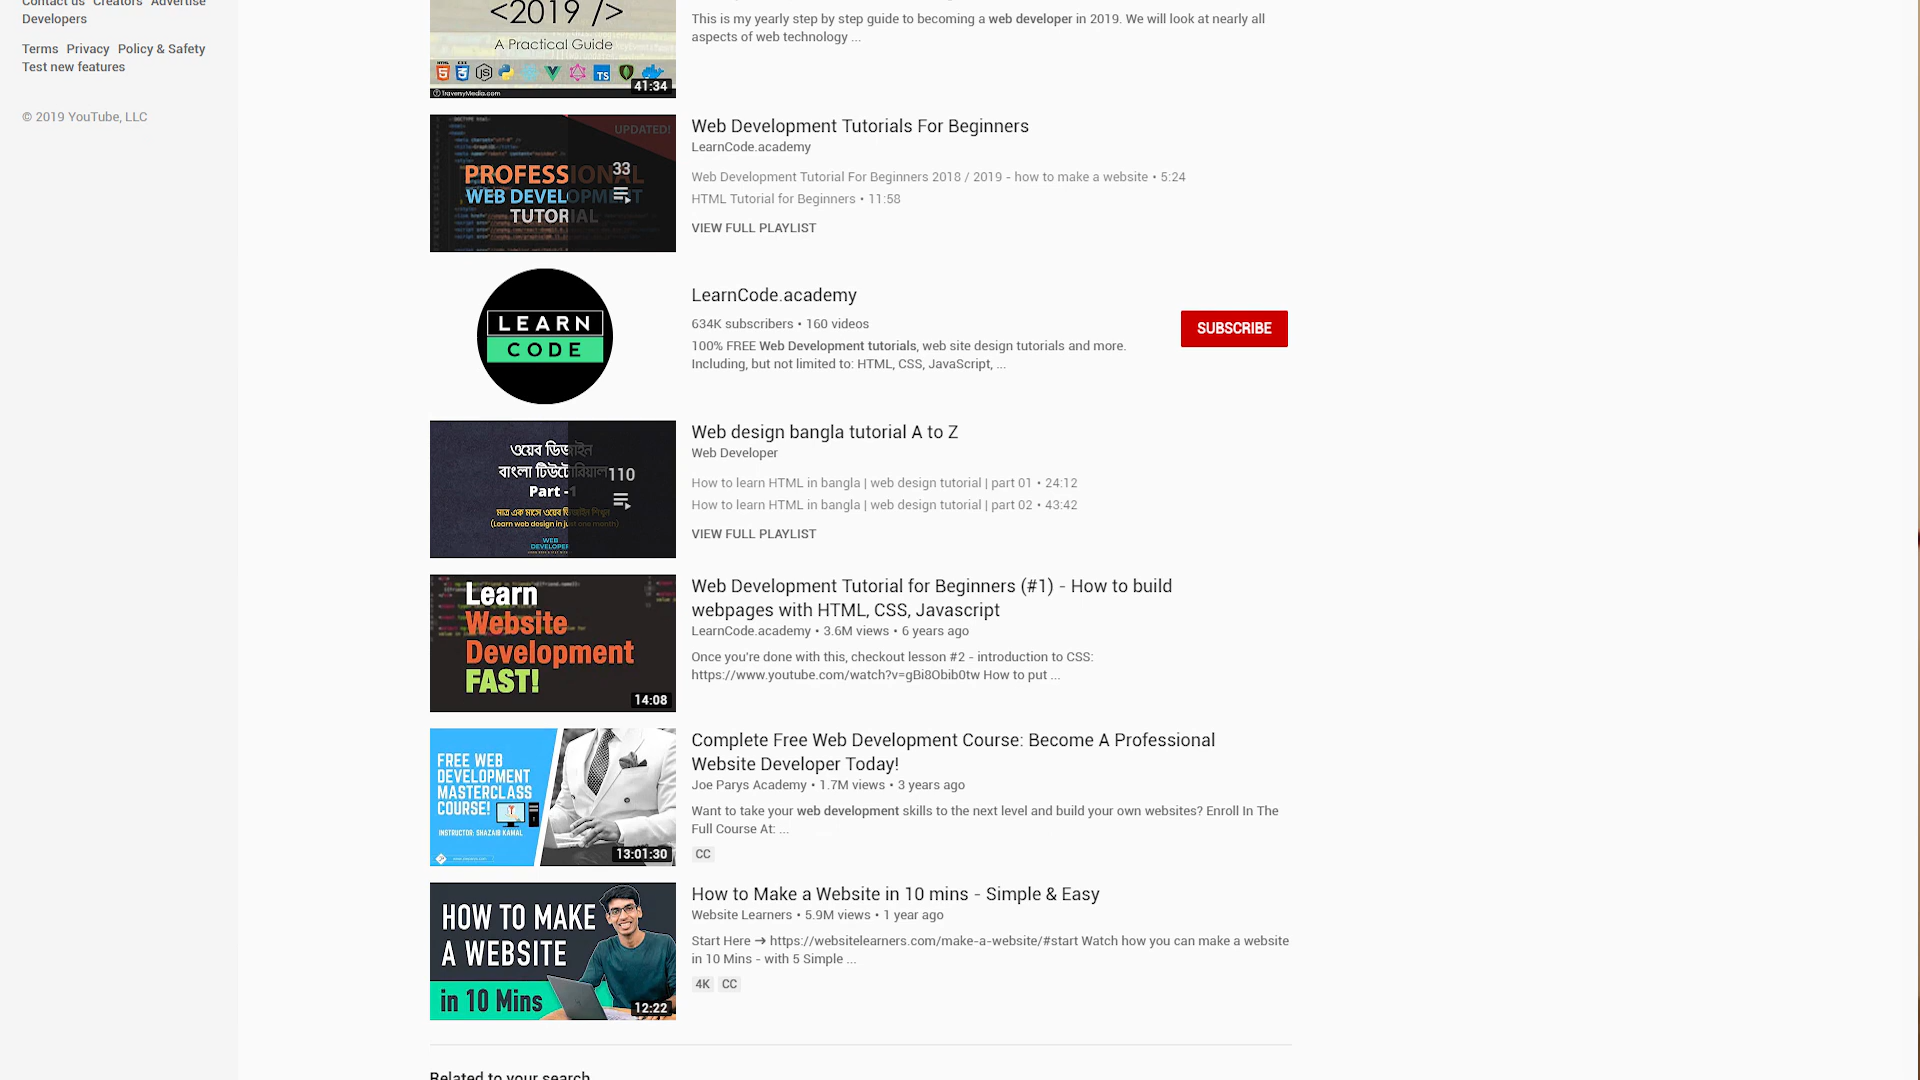 Contact us Creators Advertise
Developers
Terms Privacy Policy & Safety
Test new features
© 2019 YouTube, LLC
<2019 />
A Practical Guide
TS
TraversyMedia.com
41:34
This is my yearly step by step guide to becoming a web developer in 2019. We will look at nearly all
aspects of web technology ...
UPDATED!
PROFESSIONAL
WEB DEVELOPMENT
TUTORIAL
33
Web Development Tutorials For Beginners
LearnCode.academy
Web Development Tutorial For Beginners 2018 / 2019 - how to make a website • 5:24
HTML Tutorial for Beginners • 11:58
VIEW FULL PLAYLIST
LEARN
CODE
LearnCode.academy
634K subscribers • 160 videos
100% FREE Web Development tutorials, web site design tutorials and more.
Including, but not limited to: HTML, CSS, JavaScript, ...
SUBSCRIBE
ওয়েব ডিজাইন
বাংলা টিউটোরিয়াল
Part -1
মাত্র এক মাসে ওয়েব ডিজাইন শিখুন
(Learn web design in just one month)
WEB
DEVELOPER
110
Web design bangla tutorial A to Z
Web Developer
How to learn HTML in bangla | web design tutorial | part 01 • 24:12
How to learn HTML in bangla | web design tutorial | part 02 • 43:42
VIEW FULL PLAYLIST
Learn
Website
Development
FAST!
14:08
Web Development Tutorial for Beginners (#1) - How to build
webpages with HTML, CSS, Javascript
LearnCode.academy • 3.6M views • 6 years ago
Once you're done with this, checkout lesson #2 - introduction to CSS:
https://www.youtube.com/watch?v=gBi8Obib0tw How to put ...
FREE WEB
DEVELOPMENT
MASTERCLASS
COURSE!
INSTRUCTOR: SHAZAIB KAMAL
13:01:30
Complete Free Web Development Course: Become A Professional
Website Developer Today!
Joe Parys Academy • 1.7M views • 3 years ago
Want to take your web development skills to the next level and build your own websites? Enroll In The
Full Course At: ...
CC
HOW TO MAKE
A WEBSITE
in 10 Mins
12:22
How to Make a Website in 10 mins - Simple & Easy
Website Learners • 5.9M views • 1 year ago
Start Here ➜ https://websitelearners.com/make-a-website/#start Watch how you can make a website
in 10 Mins - with 5 Simple ...
4K CC
Related to your search